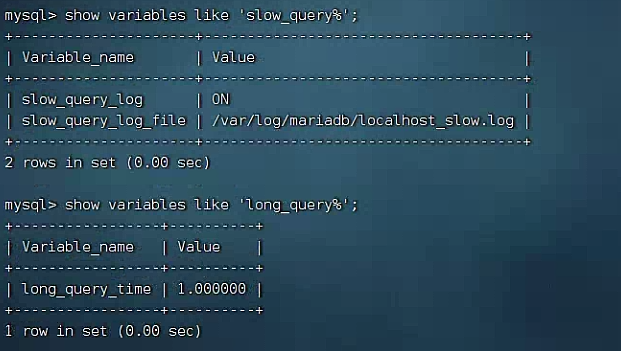 mysql> show variables like 'slow_query%';
+---------------------+-------------------------------------+
| Variable_name       | Value                               |
+---------------------+-------------------------------------+
| slow_query_log      | ON                                  |
| slow_query_log_file | /var/log/mariadb/localhost_slow.log |
+---------------------+-------------------------------------+
2 rows in set (0.00 sec)
mysql> show variables like 'long_query%';
+-----------------+----------+
| Variable_name   | Value    |
+-----------------+----------+
| long_query_time | 1.000000 |
+-----------------+----------+
1 row in set (0.00 sec)